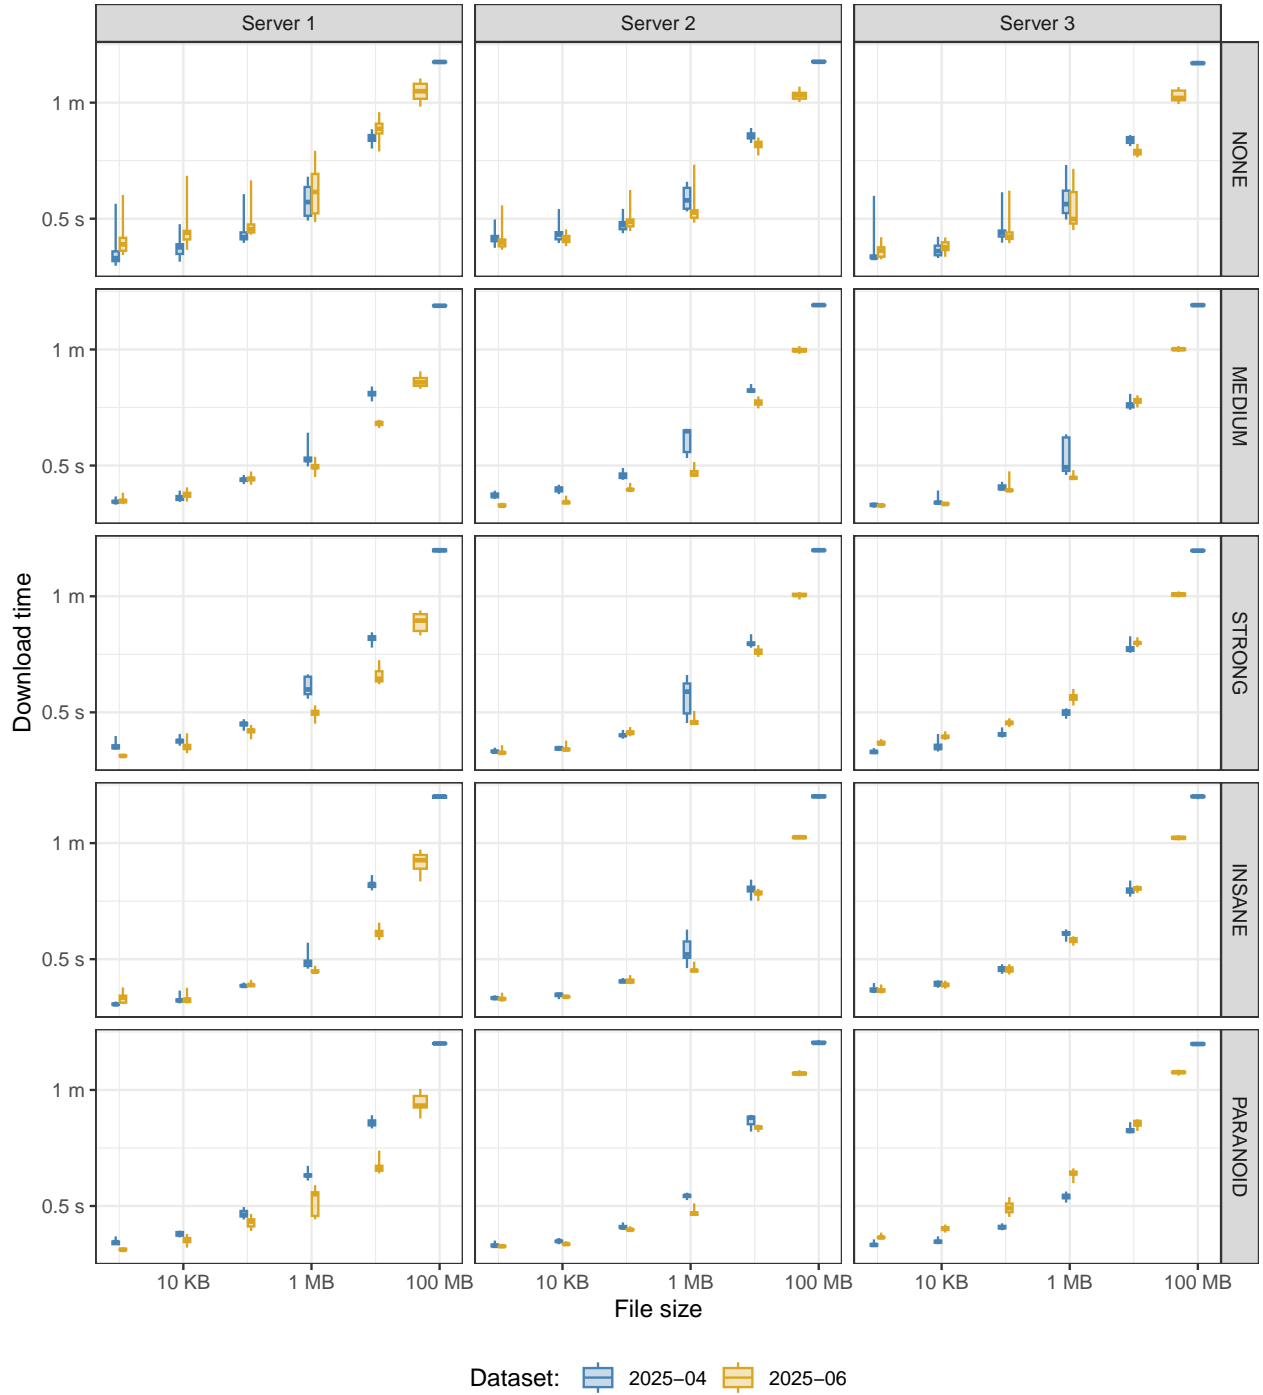 Server 1
Server 2
Server 3
1 m
0.5 s
NONE
1 m
0.5 s
MEDIUM
1 m
0.5 s
STRONG
1 m
0.5 s
INSANE
1 m
0.5 s
PARANOID
Download time
10 KB
1 MB
100 MB
10 KB
1 MB
100 MB
10 KB
1 MB
100 MB
File size
Dataset:
2025−04
2025−06